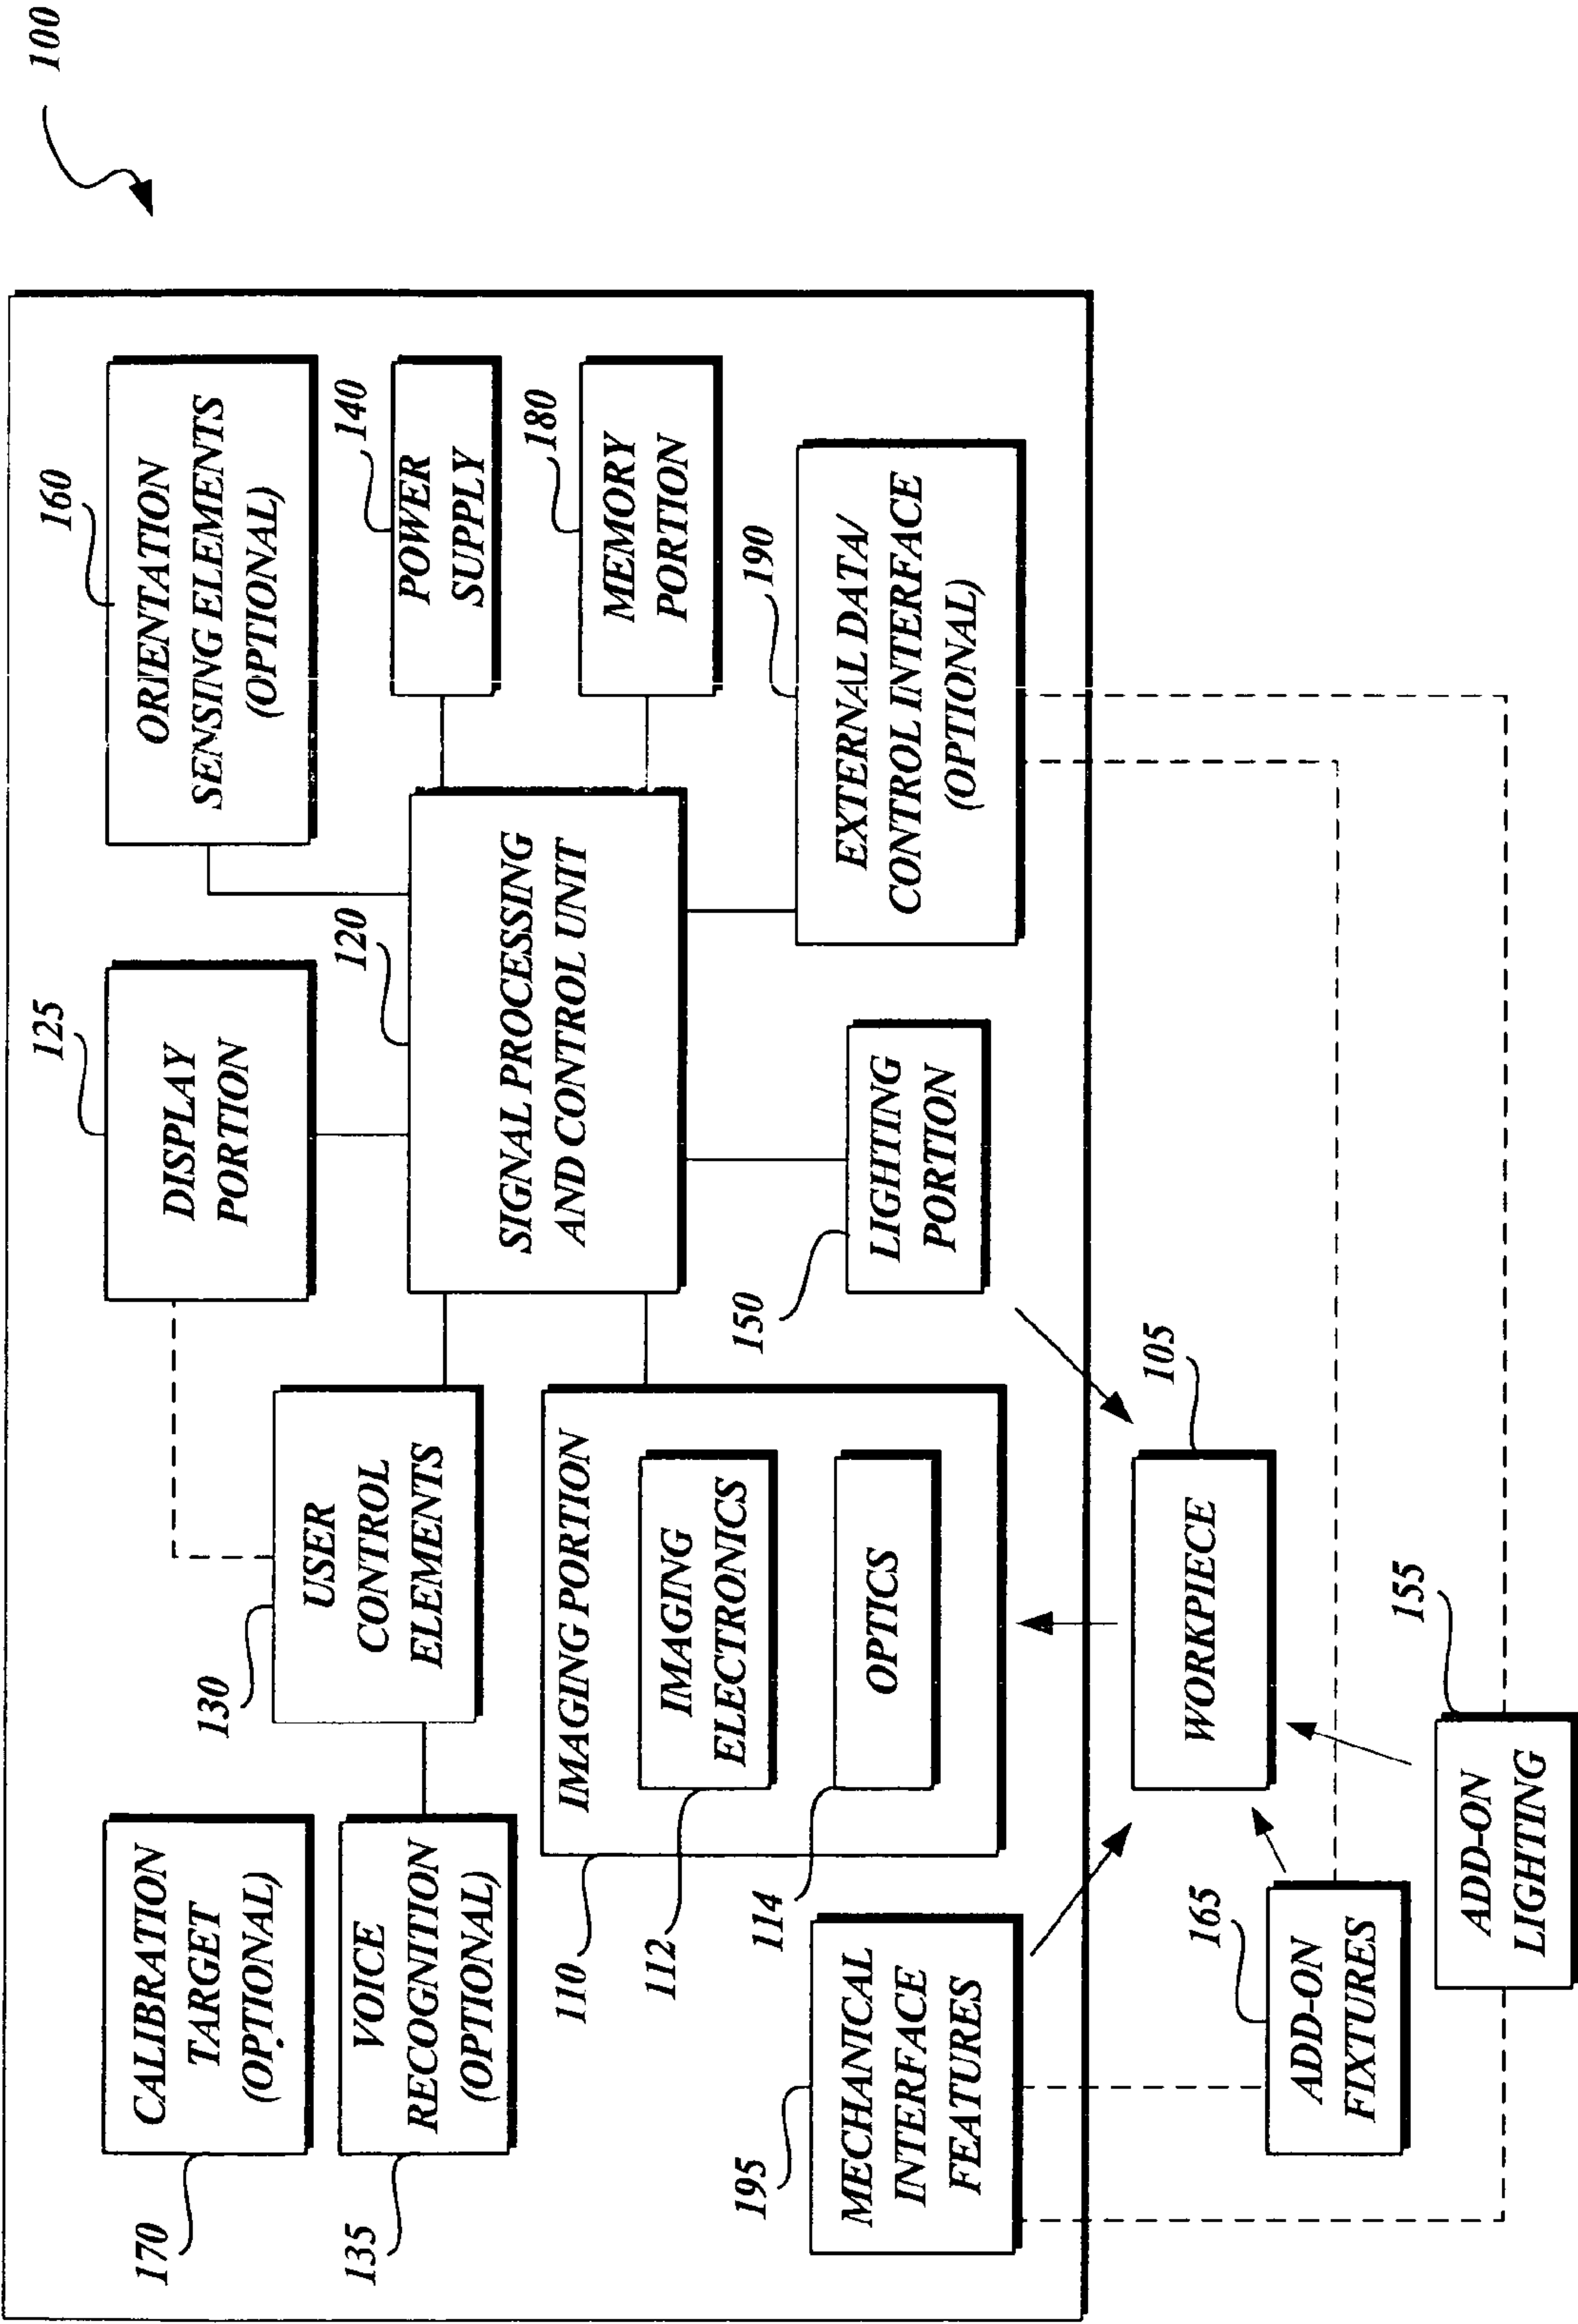 100
160
ORIENTATION
SENSING ELEMENTS
(OPTIONAL)
125
DISPLAY
PORTION
170
CALIBRATION
TARGET
(OPTIONAL)
130
USER
CONTROL
ELEMENTS
135
VOICE
RECOGNITION
(OPTIONAL)
120
SIGNAL PROCESSING
AND CONTROL UNIT
140
POWER
SUPPLY
180
MEMORY
PORTION
110
IMAGING PORTION
112
IMAGING
ELECTRONICS
114
OPTICS
150
LIGHTING
PORTION
190
EXTERNAL DATA/
CONTROL INTERFACE
(OPTIONAL)
195
MECHANICAL
INTERFACE
FEATURES
105
WORKPIECE
165
ADD-ON
FIXTURES
155
ADD-ON
LIGHTING